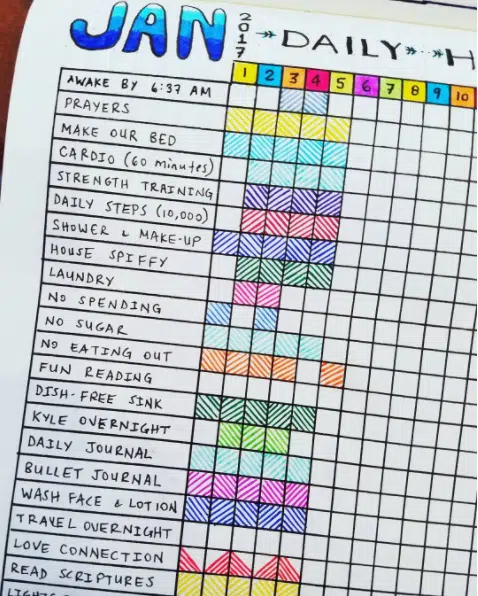 JAN 2017 DAILY H
1 2 3 4 5 6 7 8 9 10
AWAKE BY 6:37 AM
PRAYERS
MAKE OUR BED
CARDIO (60 minutes)
STRENGTH TRAINING
DAILY STEPS (10,000)
SHOWER & MAKE-UP
HOUSE SPIFFY
LAUNDRY
NO SPENDING
NO SUGAR
NO EATING OUT
FUN READING
DISH-FREE SINK
KYLE OVERNIGHT
DAILY JOURNAL
BULLET JOURNAL
WASH FACE & LOTION
TRAVEL OVERNIGHT
LOVE CONNECTION
READ SCRIPTURES